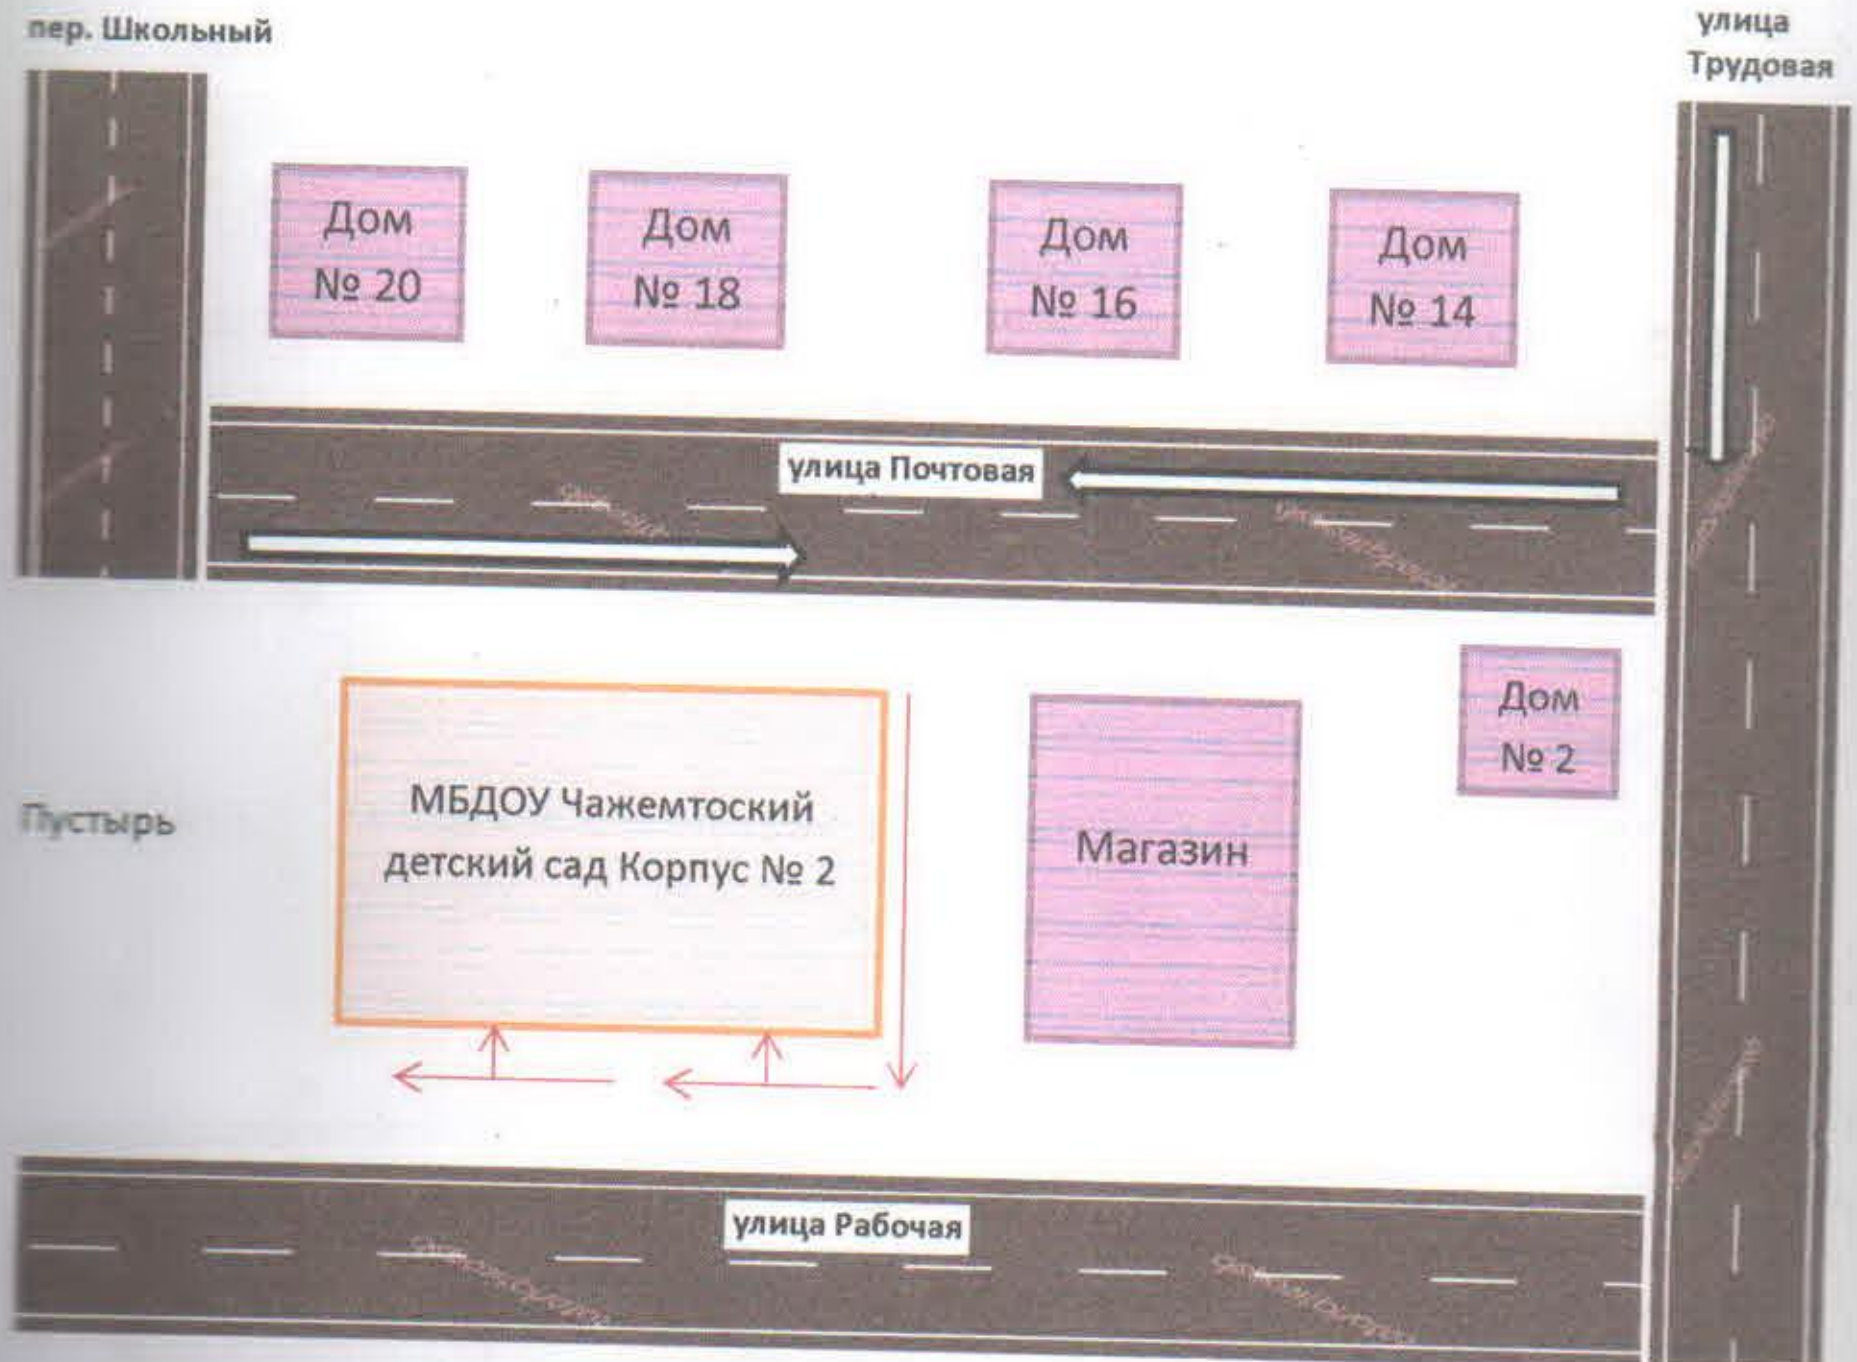 пер. Школьный
улица
Трудовая
Дом
№ 20
Дом
№ 18
Дом
№ 16
Дом
№ 14
улица Почтовая
Дом
№ 2
Пустырь
МБДОУ Чажемтоский
детский сад Корпус № 2
Магазин
улица Рабочая